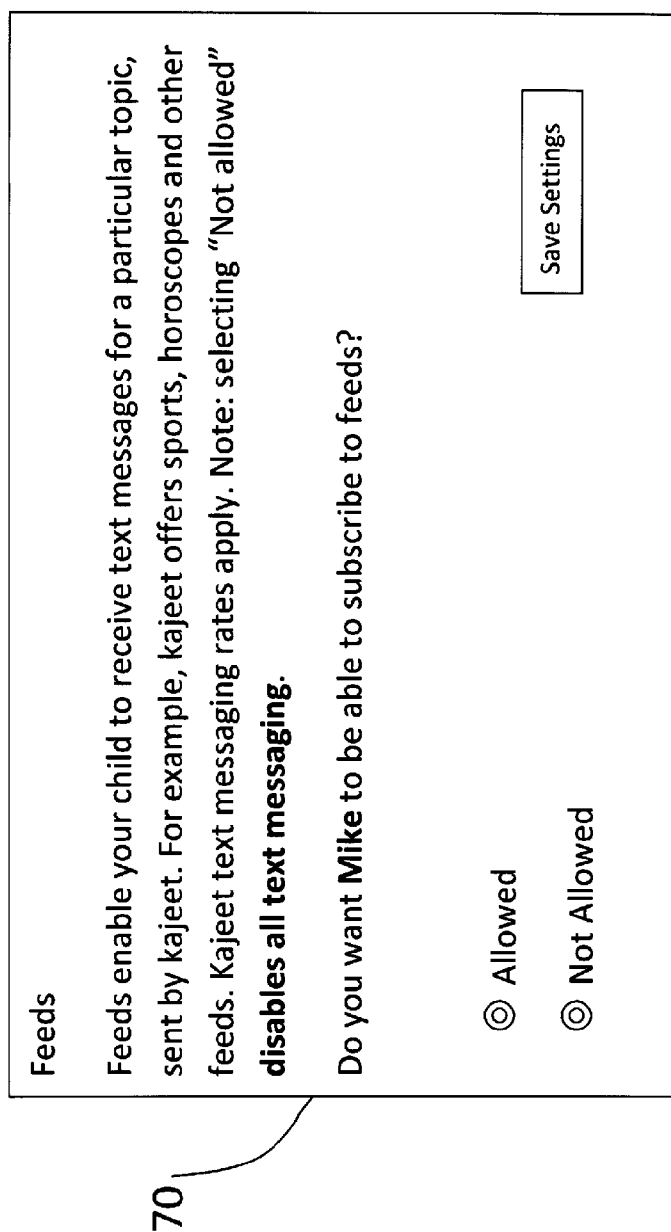 Feeds
Feeds enable your child to receive text messages for a particular topic,
sent by kajeet. For example, kajeet offers sports, horoscopes and other
feeds. Kajeet text messaging rates apply. Note: selecting “Not allowed”
disables all text messaging.
Do you want Mike to be able to subscribe to feeds?
Allowed
Not Allowed
Save Settings
70